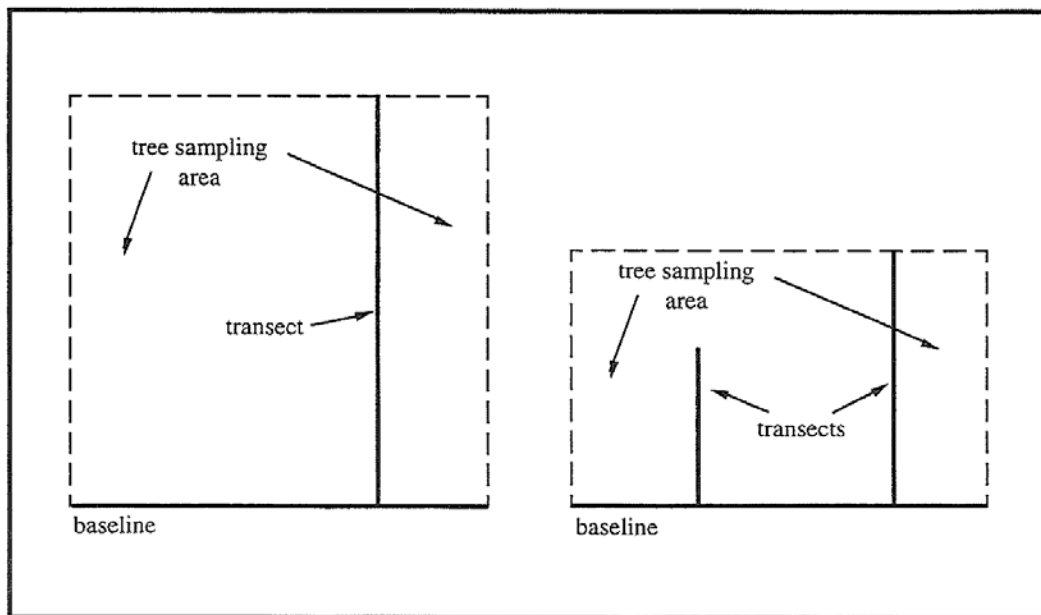 tree sampling
area
transect
baseline
tree sampling
area
transects
baseline